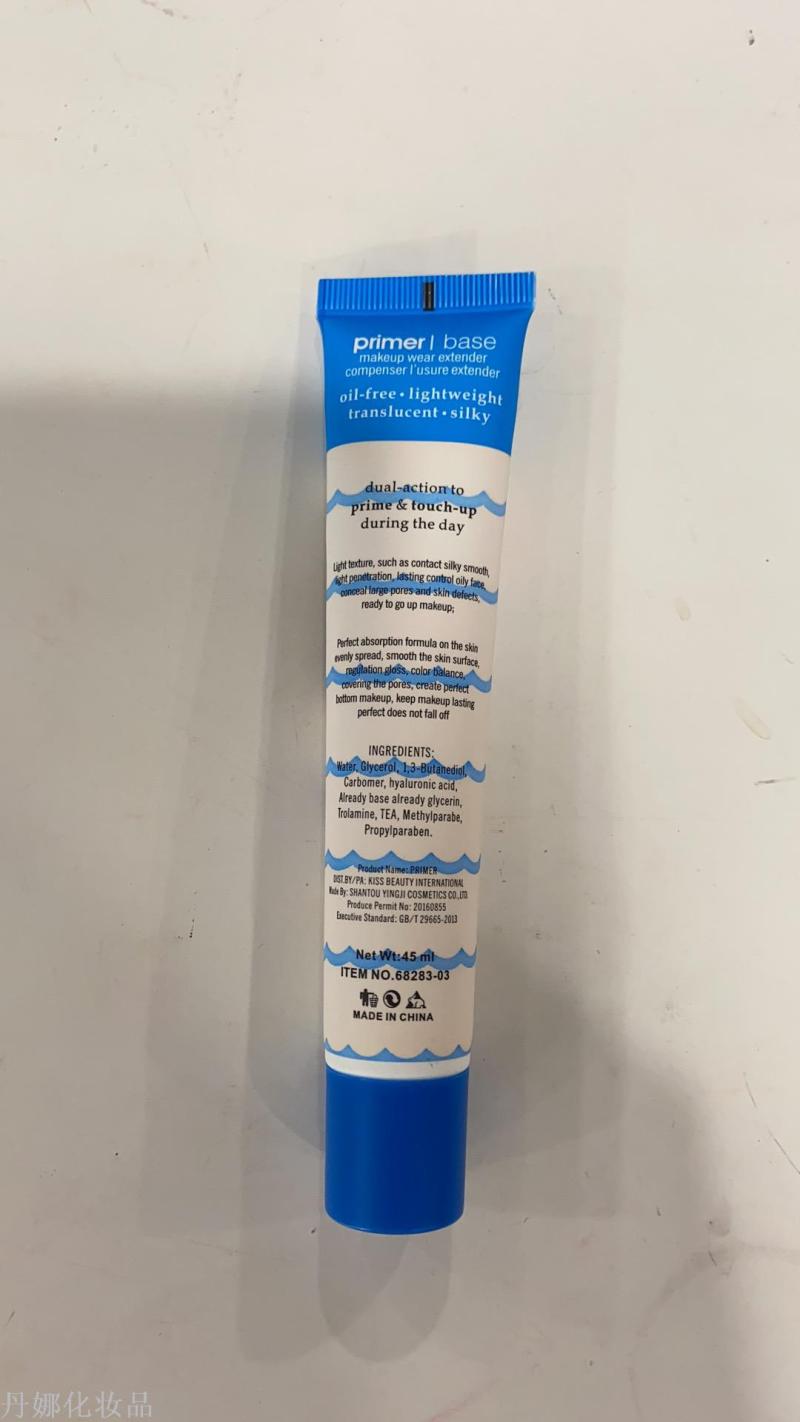 primer | base
makeup wear extender
compenser l'usure extender
oil-free • lightweight
translucent • silky
dual-action to
prime & touch-up
during the day
Light texture, such as contact silky smooth,
light penetration, lasting control oily face,
conceal large pores and skin defects,
ready to go up makeup;
Perfect absorption formula on the skin
evenly spread, smooth the skin surface,
regulation gloss, color balance,
covering the pores, create perfect
bottom makeup, keep makeup lasting
perfect does not fall off
INGREDIENTS:
Water, Glycerol, 1,3-Butanediol,
Carbomer, hyaluronic acid,
Already base already glycerin,
Trolamine, TEA, Methylparabe,
Propylparaben.
Product Name: PRIMER
DIST.BY/PA: KISS BEAUTY INTERNATIONAL
Made By: SHANTOU YINGJI COSMETICS CO.,LTD.
Produce Permit No: 20160855
Executive Standard: GB/T 29665-2013
Net Wt:45 ml
ITEM NO.68283-03
MADE IN CHINA
丹娜化妆品